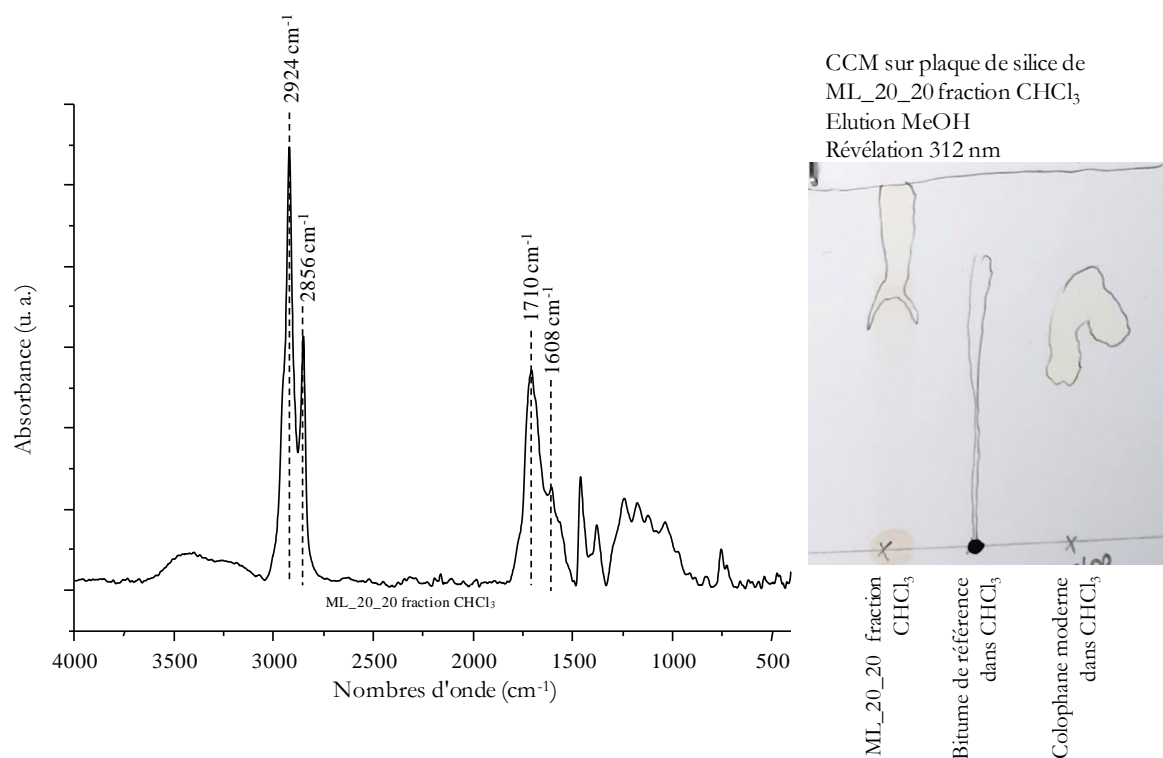 2924 cm-1
2856 cm-1
1710 cm-1
1608 cm-1
Absorbance (u. a.)
ML_20_20 fraction CHCl3
4000 3500 3000 2500 2000 1500 1000 500
Nombres d'onde (cm-1)
CCM sur plaque de silice de
ML_20_20 fraction CHCl3
Elution MeOH
Révélation 312 nm
ML_20_20 fraction
CHCl3
Bitume de référence
dans CHCl3
Colophane moderne
dans CHCl3